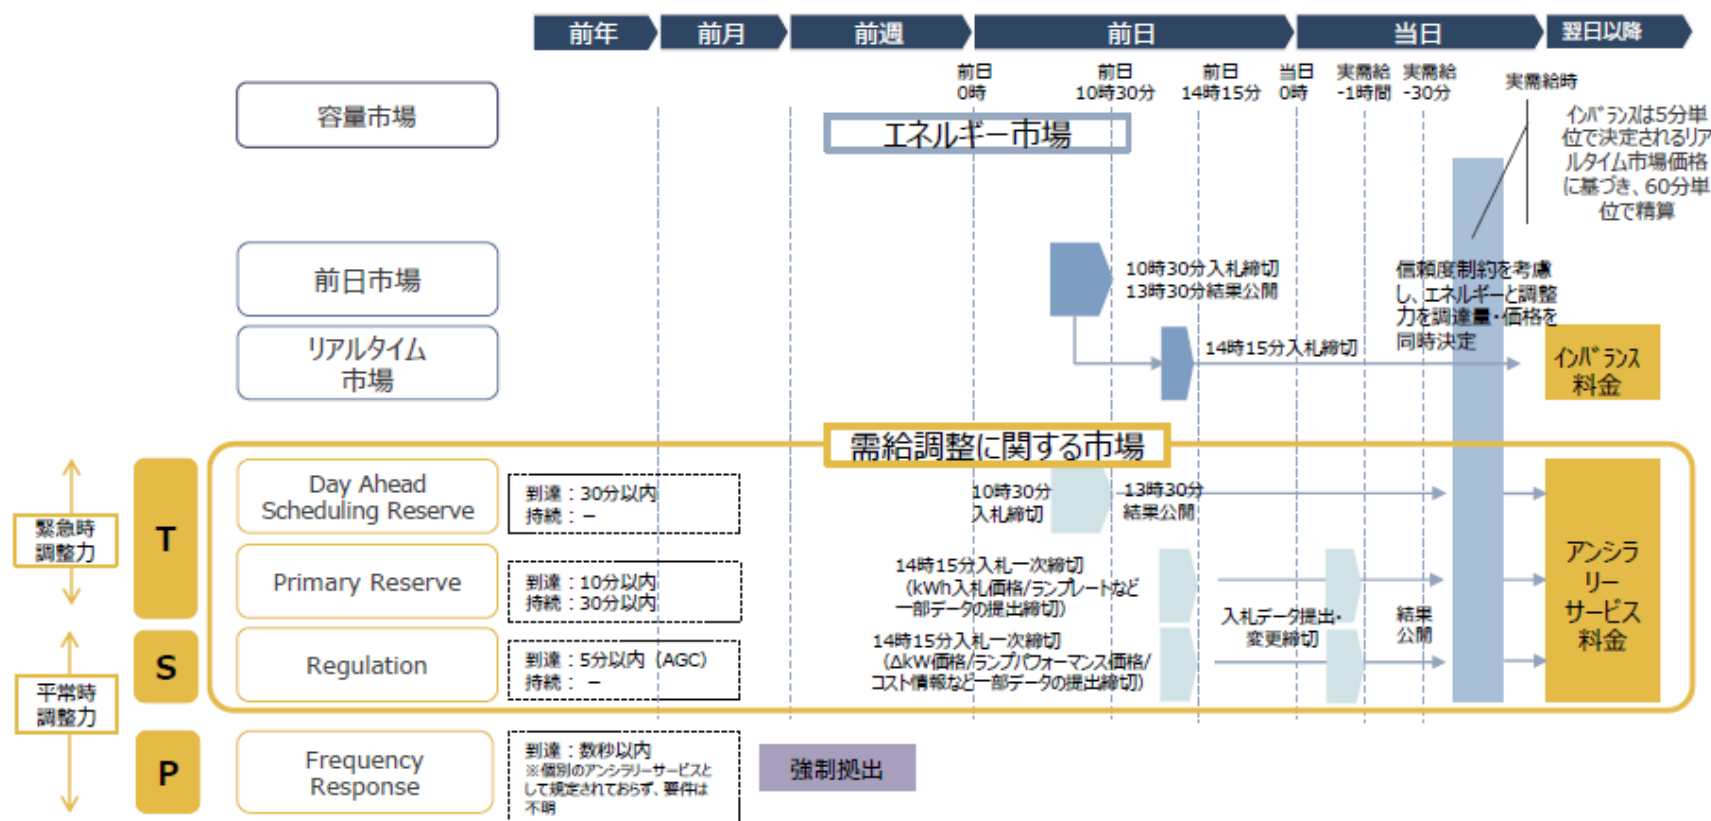 前年
前月
前週
前日
当日
翌日以降
前日
0時
前日
10時30分
前日
14時15分
当日
0時
実需給
-1時間
実需給
-30分
実需給時
容量市場
エネルギー市場
インバランスは5分単
位で決定されるリア
ルタイム市場価格
に基づき、60分単
位で精算
前日市場
10時30分入札締切
13時30分結果公開
信頼度制約を考慮
し、エネルギーと調整
力を調達量・価格を
同時決定
リアルタイム
市場
14時15分入札締切
インバランス
料金
需給調整に関する市場
緊急時
調整力
T
Day Ahead
Scheduling Reserve
到達：30分以内
持続：－
10時30分
入札締切
13時30分
結果公開
Primary Reserve
到達：10分以内
持続：30分以内
14時15分入札一次締切
（kWh入札価格/ランプレートなど
一部データの提出締切）
入札データ提出・
変更締切
結果
公開
アンシラ
リー
サービス
料金
平常時
調整力
S
Regulation
到達：5分以内（AGC）
持続： －
14時15分入札一次締切
（ΔkW価格/ランプパフォーマンス価格/
コスト情報など一部データの提出締切）
P
Frequency
Response
到達：数秒以内
※個別のアンシラリーサービスと
して規定されておらず、要件は
不明
強制拠出